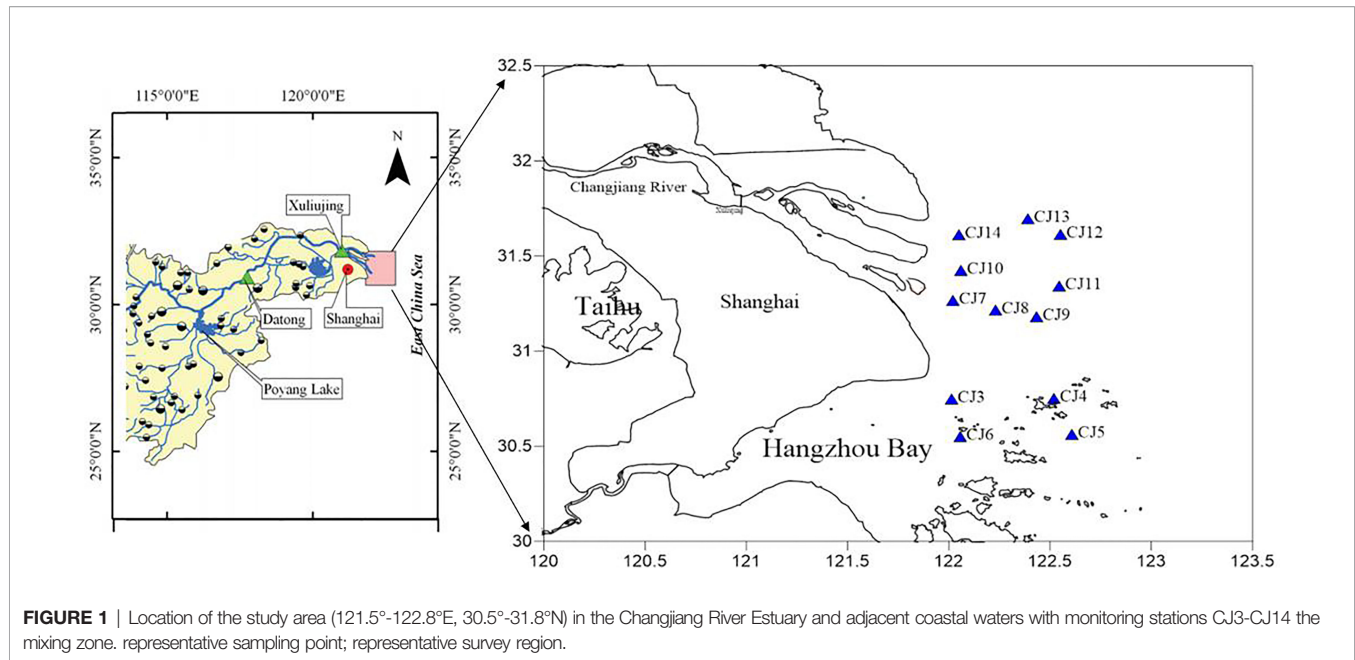 115°0'0"E
120°0'0"E
N
35°0'0"N
35°0'0"N
30°0'0"N
30°0'0"N
25°0'0"N
25°0'0"N
Xuliujing
Datong
Shanghai
Poyang Lake
East China Sea
32.5
32
31.5
31
30.5
30
120
120.5
121
121.5
122
122.5
123
123.5
Changjiang River
Xuliujing
Taihu
Shanghai
Hangzhou Bay
CJ13
CJ14
CJ12
CJ10
CJ11
CJ7
CJ8
CJ9
CJ3
CJ4
CJ6
CJ5
FIGURE 1 | Location of the study area (121.5°-122.8°E, 30.5°-31.8°N) in the Changjiang River Estuary and adjacent coastal waters with monitoring stations CJ3-CJ14 the
mixing zone. representative sampling point; representative survey region.